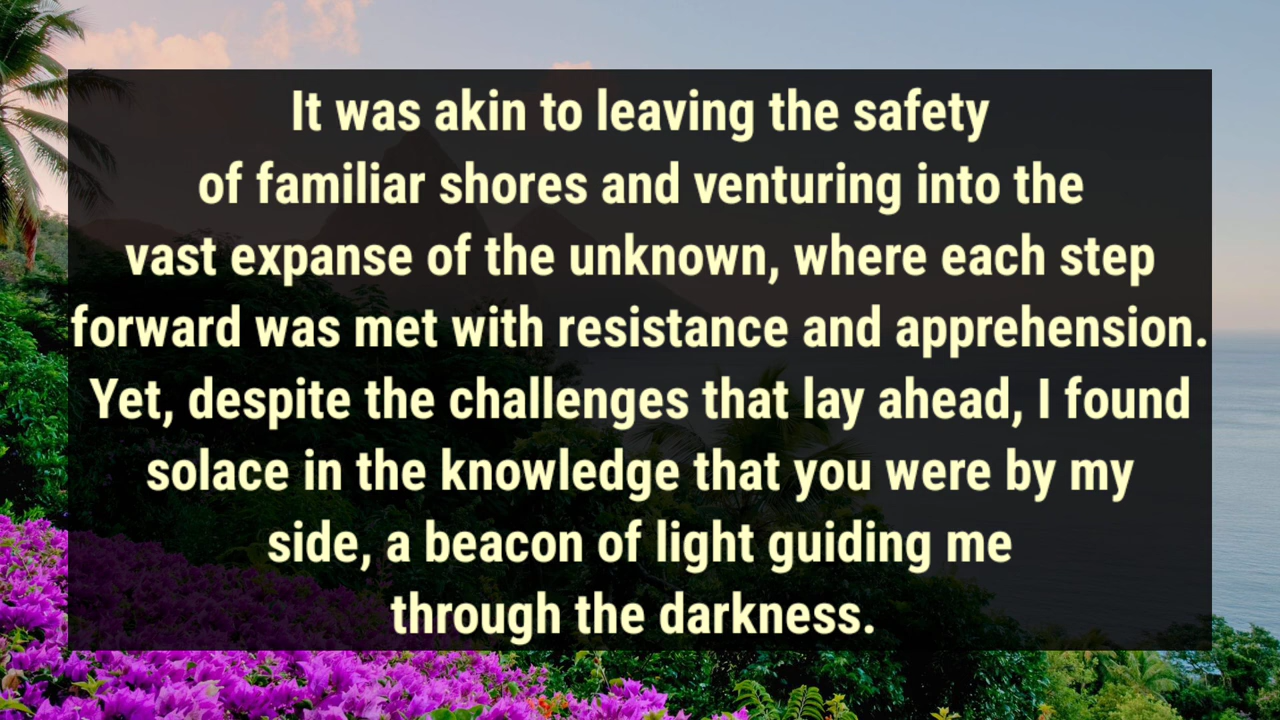 It was akin to leaving the safety
of familiar shores and venturing into the
vast expanse of the unknown, where each step
forward was met with resistance and apprehension.
Yet, despite the challenges that lay ahead, I found
solace in the knowledge that you were by my
side, a beacon of light guiding me
through the darkness.